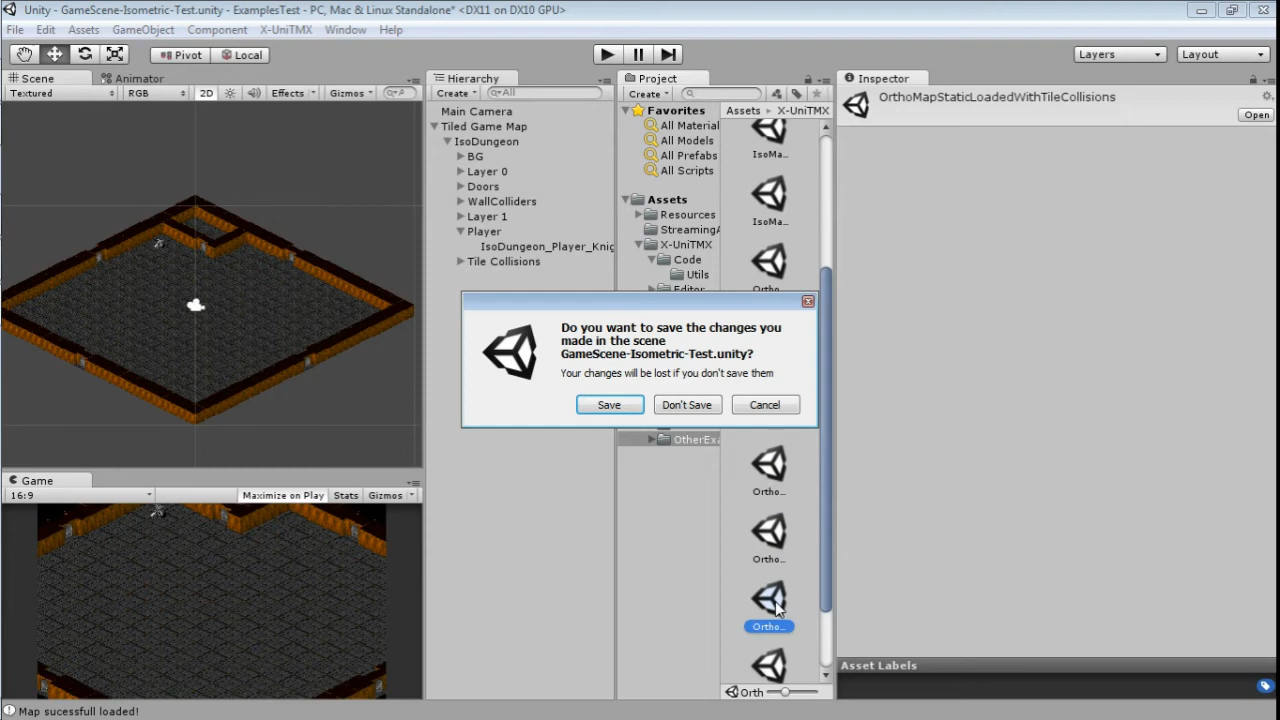 Unity - GameScene-Isometric-Test.unity - ExamplesTest - PC, Mac & Linux Standalone* <DX11 on DX10 GPU>
File Edit Assets GameObject Component X-UniTMX Window Help
Pivot Local
Layers Layout
Scene Animator
Textured RGB 2D Effects Gizmos
Hierarchy
Create All
Main Camera
Tiled Game Map
IsoDungeon
BG
Layer 0
Doors
WallColliders
Layer 1
Player
IsoDungeon_Player_Knig
Tile Collisions
Project
Create
Favorites
All Material
All Models
All Prefabs
All Scripts
Assets
Resources
StreamingA
X-UniTMX
Code
Utils
Editor
OtherExa
Assets X-UniTMX
IsoMa...
IsoMa...
Ortho...
Ortho...
Ortho...
Ortho...
Orth
Inspector
OrthoMapStaticLoadedWithTileCollisions
Open
Asset Labels
Do you want to save the changes you
made in the scene
GameScene-Isometric-Test.unity?
Your changes will be lost if you don't save them
Save Don't Save Cancel
Game
16:9 Maximize on Play Stats Gizmos
Map sucessfull loaded!